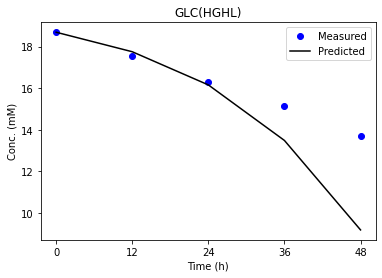 GLC(HGHL)
Measured
Predicted
Conc. (mM)
18
16
14
12
10
0 12 24 36 48
Time (h)